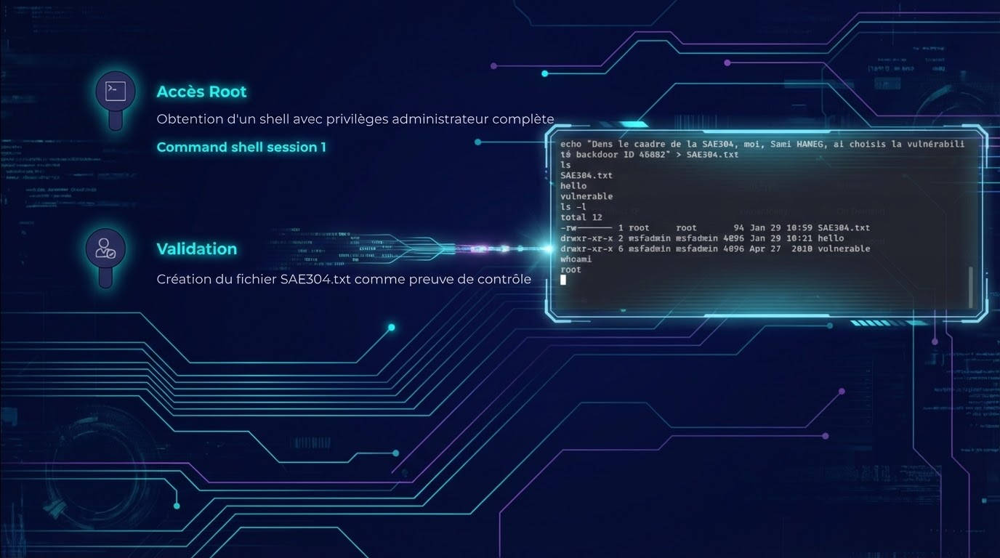 Accès Root
Obtention d'un shell avec privilèges administrateur complète
Command shell session 1
Validation
Création du fichier SAE304.txt comme preuve de contrôle
echo "Dans le caadre de la SAE304, moi, Sami HANEG, ai choisis la vulnérabili
té backdoor ID 46882" > SAE304.txt
ls
SAE304.txt
hello
vulnerable
ls -l
total 12
-rw------- 1 root root 94 Jan 29 10:59 SAE304.txt
drwxr-xr-x 2 msfadmin msfadmin 4096 Jan 29 10:21 hello
drwxr-xr-x 6 msfadmin msfadmin 4096 Apr 27 2010 vulnerable
whoami
root